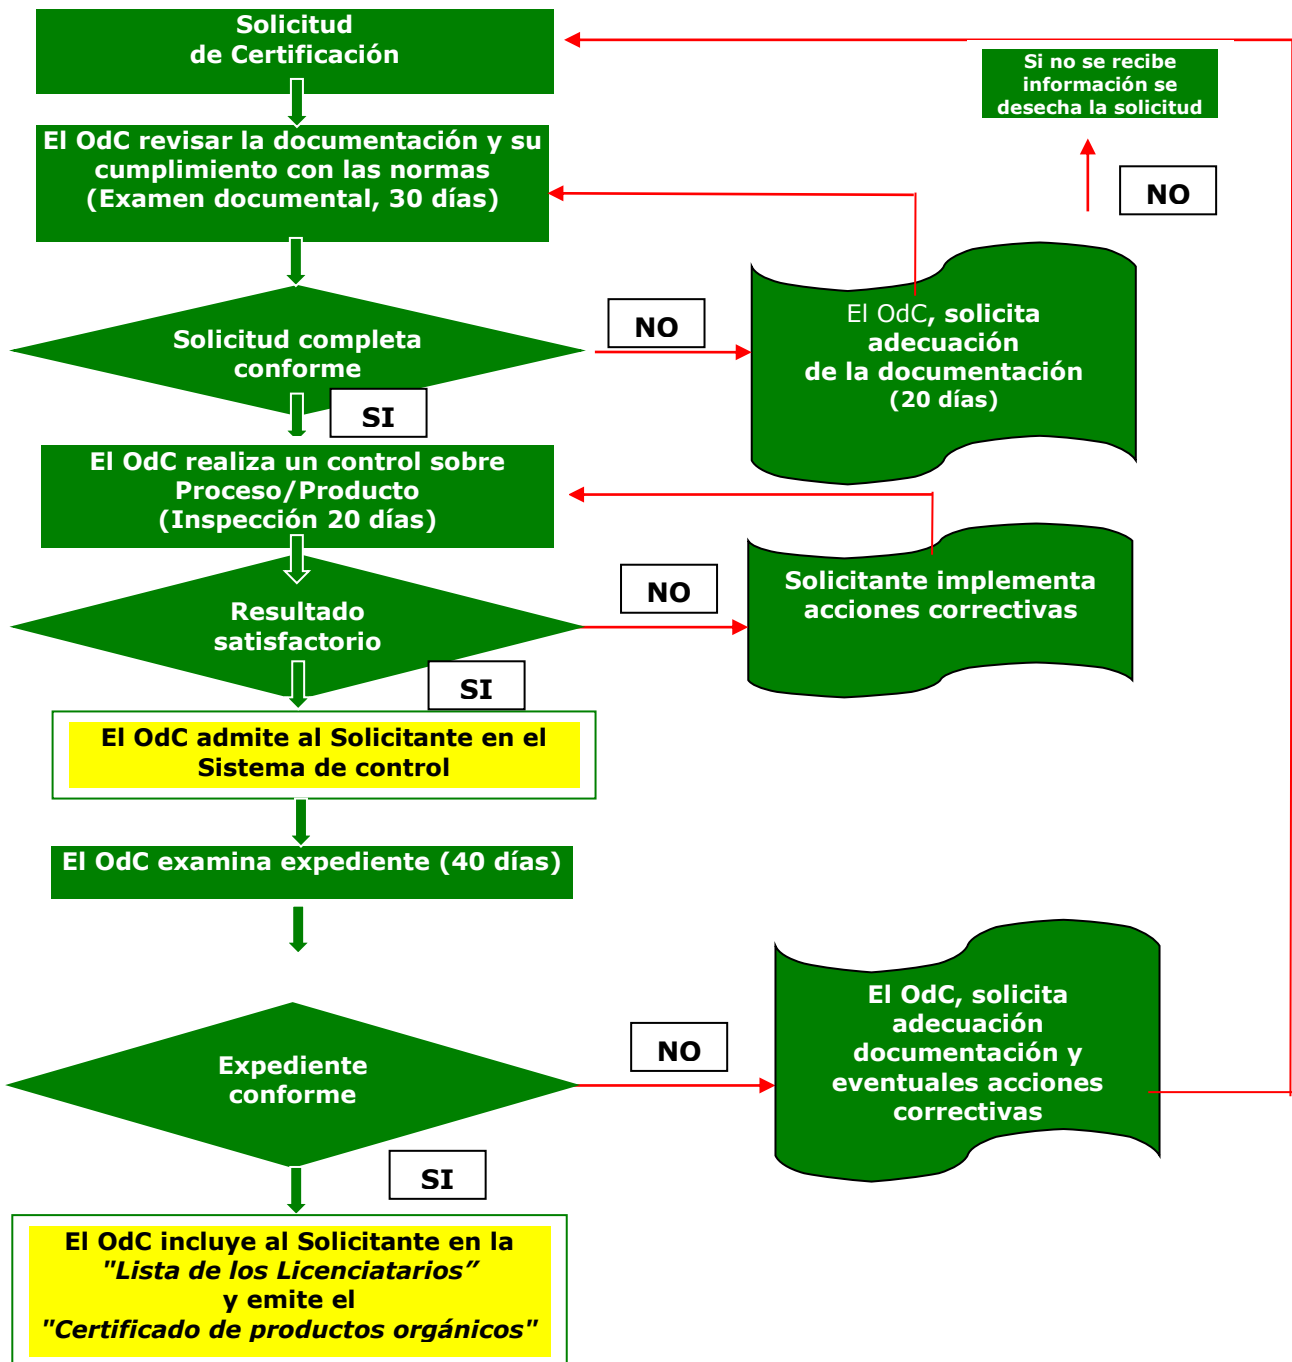 Solicitud
de Certificación
Si no se recibe
información se
desecha la solicitud
El OdC revisar la documentación y su
cumplimiento con las normas
(Examen documental, 30 días)
NO
Solicitud completa
conforme
NO
El OdC, solicita
adecuación
de la documentación
(20 días)
SI
El OdC realiza un control sobre
Proceso/Producto
(Inspección 20 días)
Resultado
satisfactorio
NO
Solicitante implementa
acciones correctivas
SI
El OdC admite al Solicitante en el
Sistema de control
El OdC examina expediente (40 días)
Expediente
conforme
NO
El OdC, solicita
adecuación
documentación y
eventuales acciones
correctivas
SI
El OdC incluye al Solicitante en la
"Lista de los Licenciatarios”
y emite el
"Certificado de productos orgánicos"